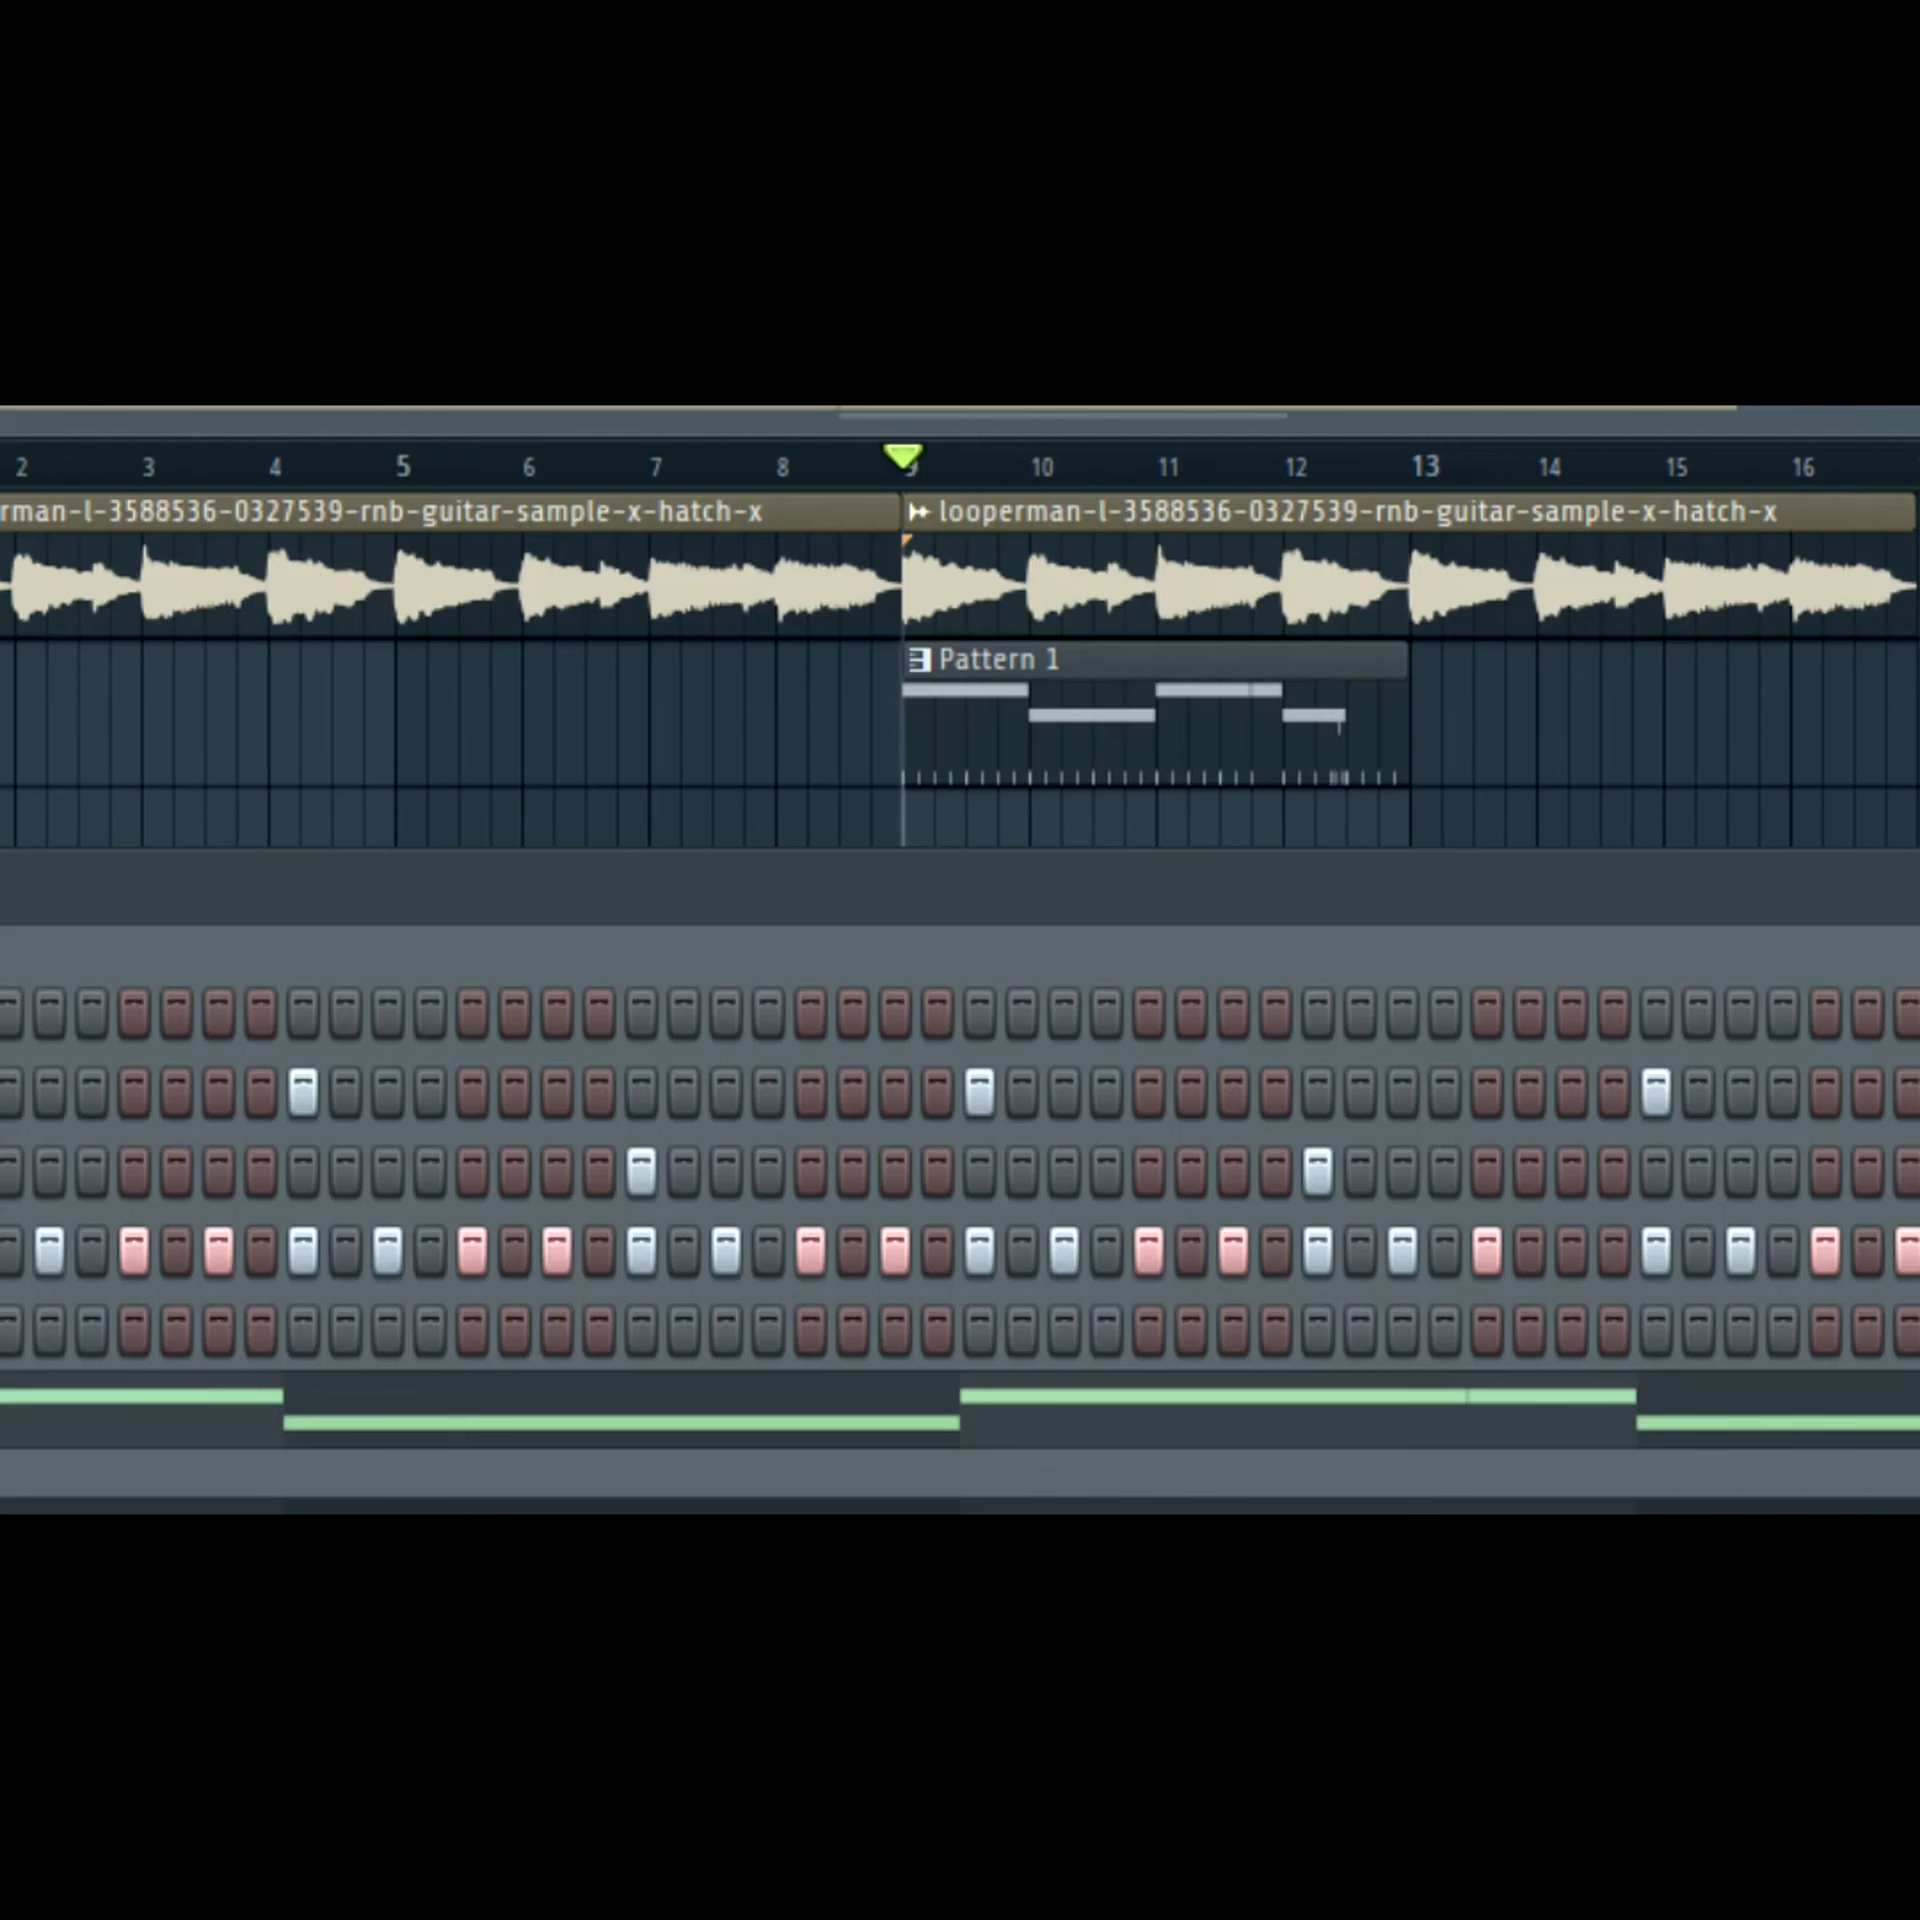 2 3 4 5 6 7 8 9 10 11 12 13 14 15 16
rman-l-3588536-0327539-rnb-guitar-sample-x-hatch-x looperman-l-3588536-0327539-rnb-guitar-sample-x-hatch-x
Pattern 1